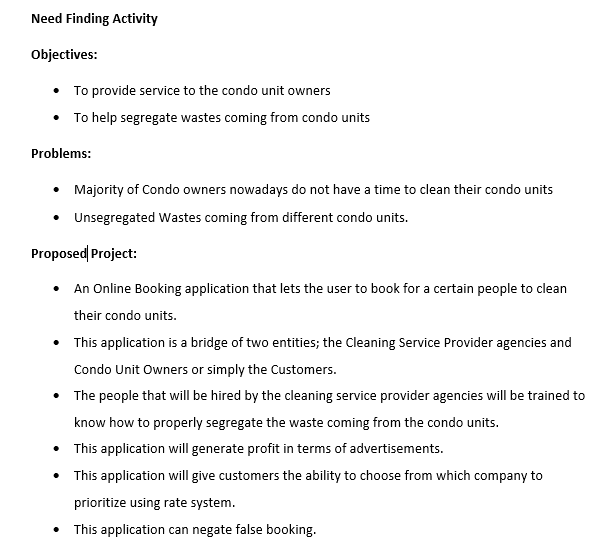 Need Finding Activity
Objectives:
• To provide service to the condo unit owners
• To help segregate wastes coming from condo units
Problems:
• Majority of Condo owners nowadays do not have a time to clean their condo units
• Unsegregated Wastes coming from different condo units.
Proposed Project:
• An Online Booking application that lets the user to book for a certain people to clean
their condo units.
• This application is a bridge of two entities; the Cleaning Service Provider agencies and
Condo Unit Owners or simply the Customers.
• The people that will be hired by the cleaning service provider agencies will be trained to
know how to properly segregate the waste coming from the condo units.
• This application will generate profit in terms of advertisements.
• This application will give customers the ability to choose from which company to
prioritize using rate system.
• This application can negate false booking.